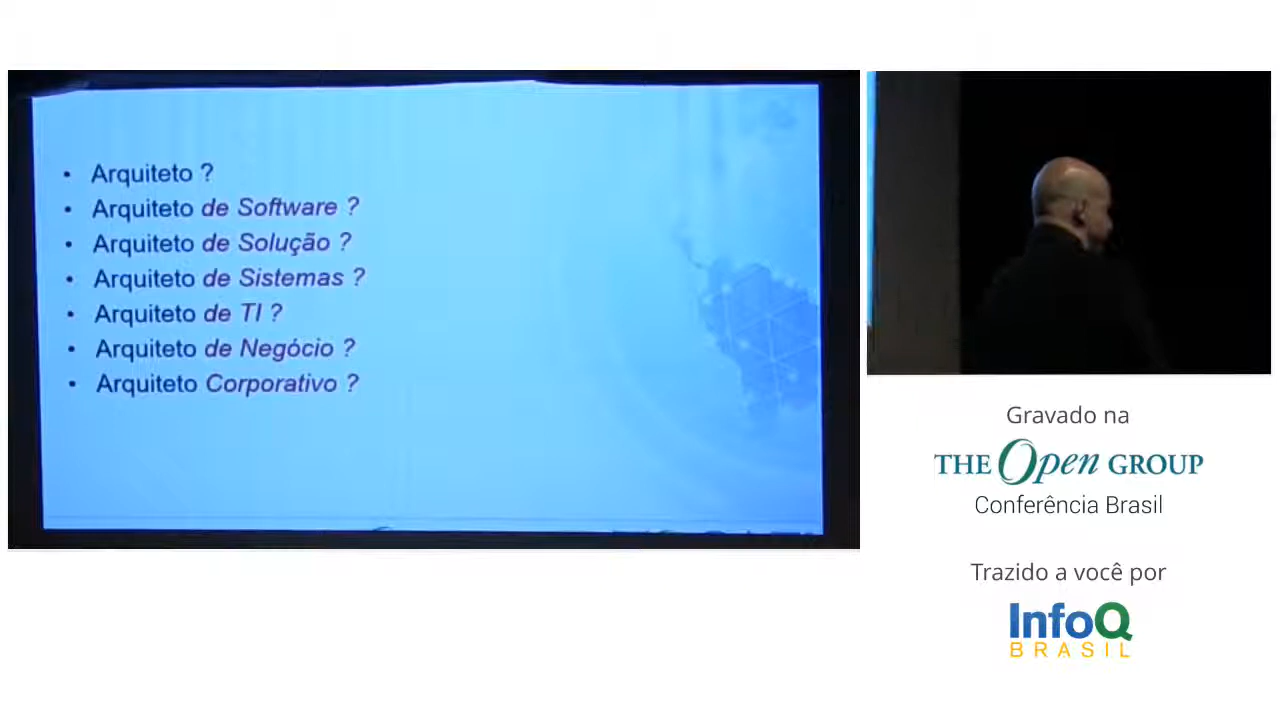 • Arquiteto ?
• Arquiteto de Software ?
• Arquiteto de Solução ?
• Arquiteto de Sistemas ?
• Arquiteto de TI ?
• Arquiteto de Negócio ?
• Arquiteto Corporativo ?
Gravado na
THE Open GROUP
Conferência Brasil
Trazido a você por
InfoQ
BRASIL